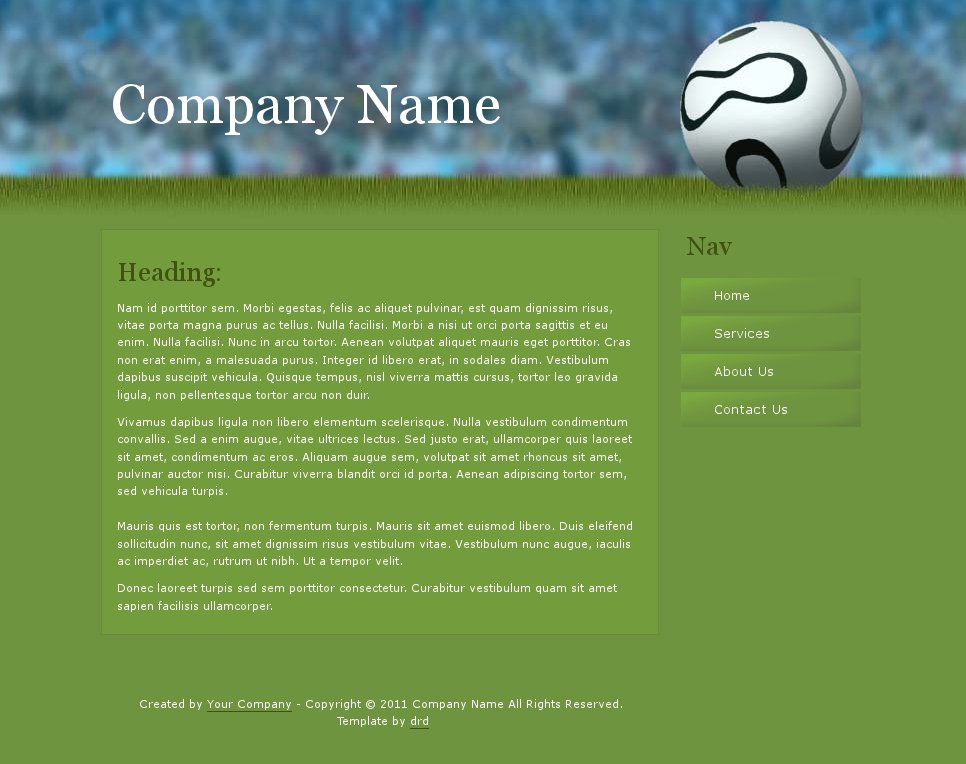 Company Name
Heading:
Nam id porttitor sem. Morbi egestas, felis ac aliquet pulvinar, est quam dignissim risus,
vitae porta magna purus ac tellus. Nulla facilisi. Morbi a nisi ut orci porta sagittis et eu
enim. Nulla facilisi. Nunc in arcu tortor. Aenean volutpat aliquet mauris eget porttitor. Cras
non erat enim, a malesuada purus. Integer id libero erat, in sodales diam. Vestibulum
dapibus suscipit vehicula. Quisque tempus, nisl viverra mattis cursus, tortor leo gravida
ligula, non pellentesque tortor arcu non duir.
Vivamus dapibus ligula non libero elementum scelerisque. Nulla vestibulum condimentum
convallis. Sed a enim augue, vitae ultrices lectus. Sed justo erat, ullamcorper quis laoreet
sit amet, condimentum ac eros. Aliquam augue sem, volutpat sit amet rhoncus sit amet,
pulvinar auctor nisi. Curabitur viverra blandit orci id porta. Aenean adipiscing tortor sem,
sed vehicula turpis.
Mauris quis est tortor, non fermentum turpis. Mauris sit amet euismod libero. Duis eleifend
sollicitudin nunc, sit amet dignissim risus vestibulum vitae. Vestibulum nunc augue, iaculis
ac imperdiet ac, rutrum ut nibh. Ut a tempor velit.
Donec laoreet turpis sed sem porttitor consectetur. Curabitur vestibulum quam sit amet
sapien facilisis ullamcorper.
Nav
Home
Services
About Us
Contact Us
Created by Your Company - Copyright © 2011 Company Name All Rights Reserved.
Template by drd